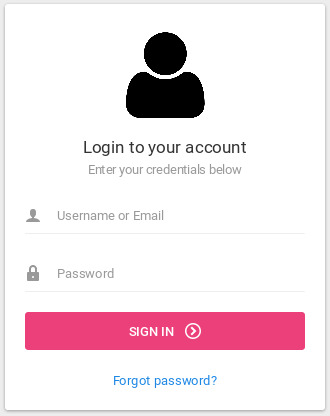 Login to your account
Enter your credentials below
Username or Email
Password
SIGN IN
Forgot password?